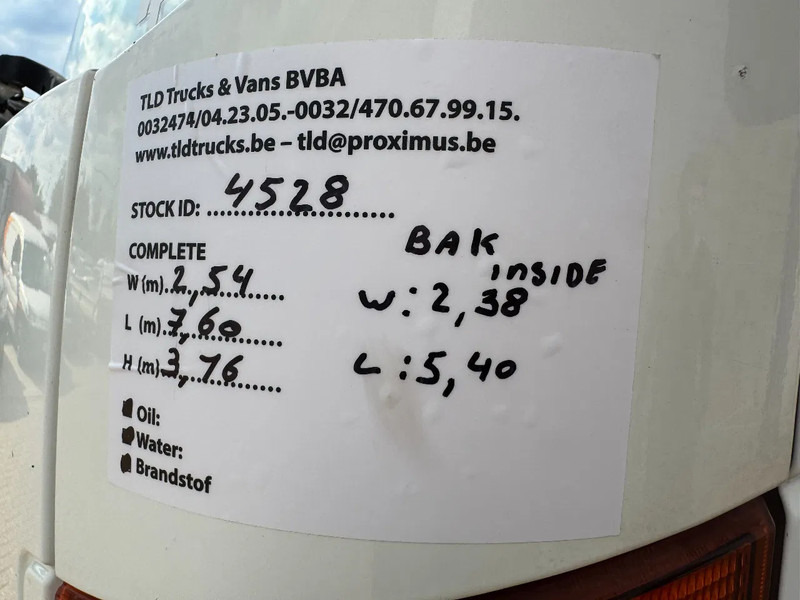 TLD Trucks & Vans BVBA
0032474/04.23.05.-0032/470.67.99.15.
www.tldtrucks.be – tld@proximus.be
STOCK ID: 4528
COMPLETE
W (m). 2,54
L (m) 7,60
H (m) 3,76
BAK
INSIDE
W: 2,38
L: 5,40
Oil:
Water:
Brandstof